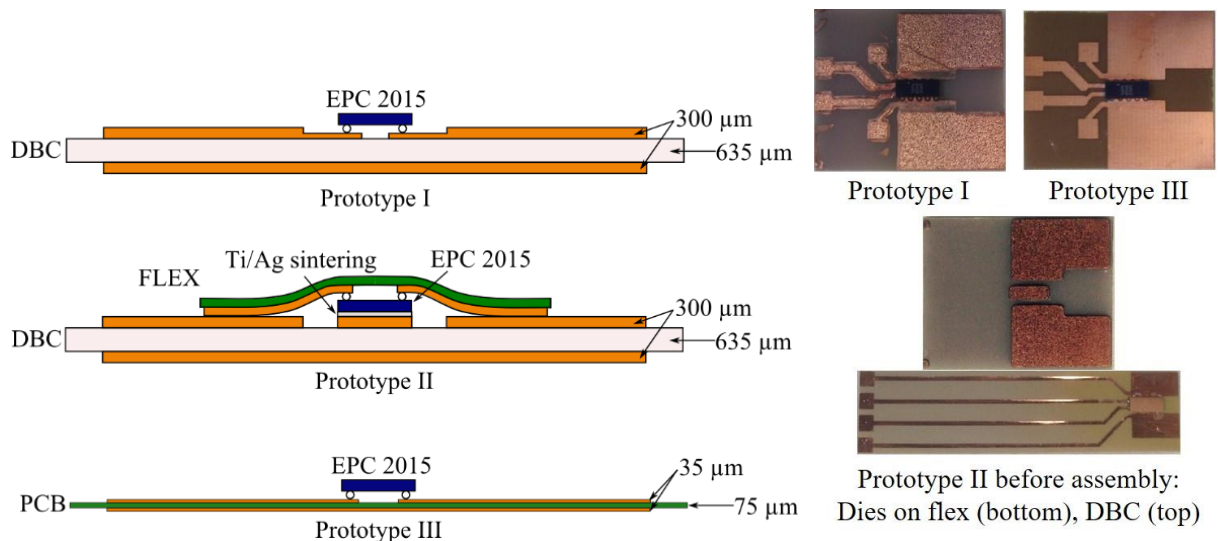 EPC 2015
300 µm
DBC
635 µm
Prototype I
Ti/Ag sintering
EPC 2015
FLEX
300 µm
DBC
635 µm
Prototype II
EPC 2015
35 µm
PCB
75 µm
Prototype III
Prototype I
Prototype III
Prototype II before assembly:
Dies on flex (bottom), DBC (top)